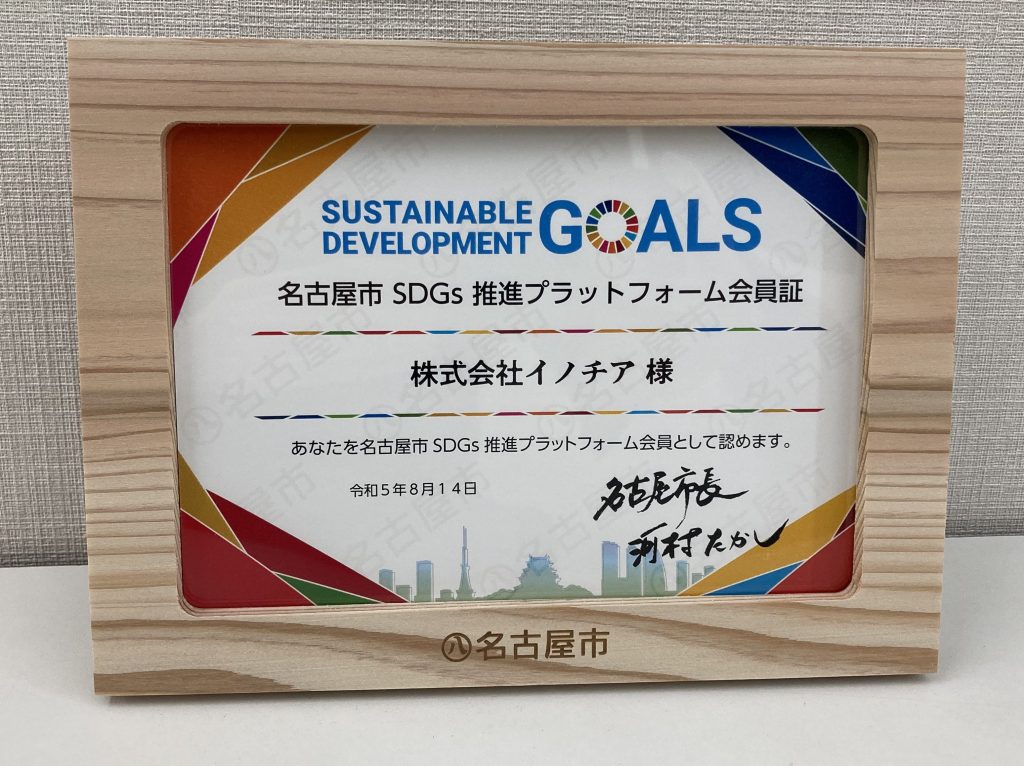 SUSTAINABLE
DEVELOPMENT GOALS
名古屋市 SDGs 推進プラットフォーム会員証
株式会社イノチア 様
あなたを名古屋市 SDGs 推進プラットフォーム会員として認めます。
令和5年8月14日
名古屋市長
河村たかし
八名古屋市